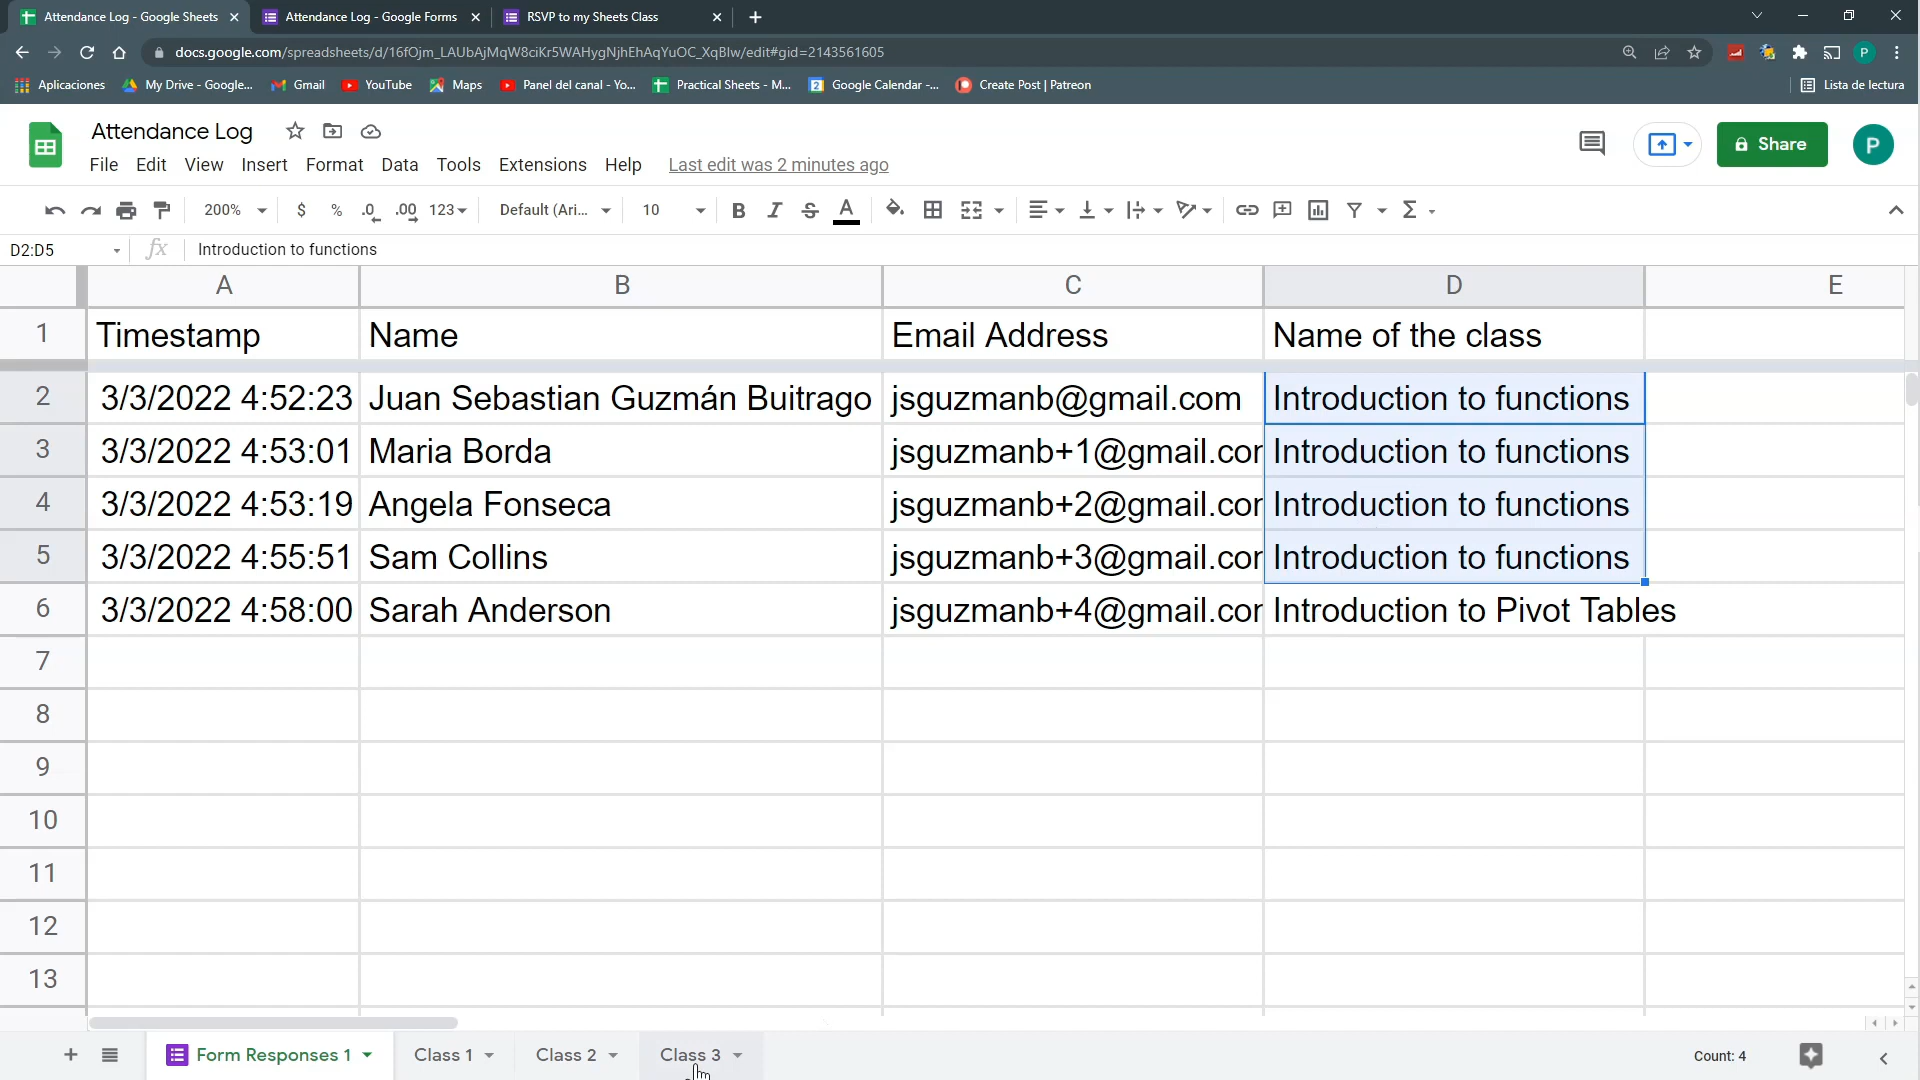 Attendance Log - Google Sheets
Attendance Log - Google Forms
RSVP to my Sheets Class
docs.google.com/spreadsheets/d/16fOjm_LAUbAjMqW8ciKr5WAHygNjhEhAqYuOC_XqBlw/edit#gid=2143561605
Aplicaciones My Drive - Google... Gmail YouTube Maps Panel del canal - Yo... Practical Sheets - M... Google Calendar -... Create Post | Patreon Lista de lectura
Attendance Log
Share
P
File Edit View Insert Format Data Tools Extensions Help Last edit was 2 minutes ago
200% $ % .0 .00 123 Default (Ari... 10 B I S A
D2:D5 fx Introduction to functions
A B C D E
1 Timestamp Name Email Address Name of the class
2 3/3/2022 4:52:23 Juan Sebastian Guzmán Buitrago jsguzmanb@gmail.com Introduction to functions
3 3/3/2022 4:53:01 Maria Borda jsguzmanb+1@gmail.cor Introduction to functions
4 3/3/2022 4:53:19 Angela Fonseca jsguzmanb+2@gmail.cor Introduction to functions
5 3/3/2022 4:55:51 Sam Collins jsguzmanb+3@gmail.cor Introduction to functions
6 3/3/2022 4:58:00 Sarah Anderson jsguzmanb+4@gmail.cor Introduction to Pivot Tables
7
8
9
10
11
12
13
Form Responses 1 Class 1 Class 2 Class 3 Count: 4